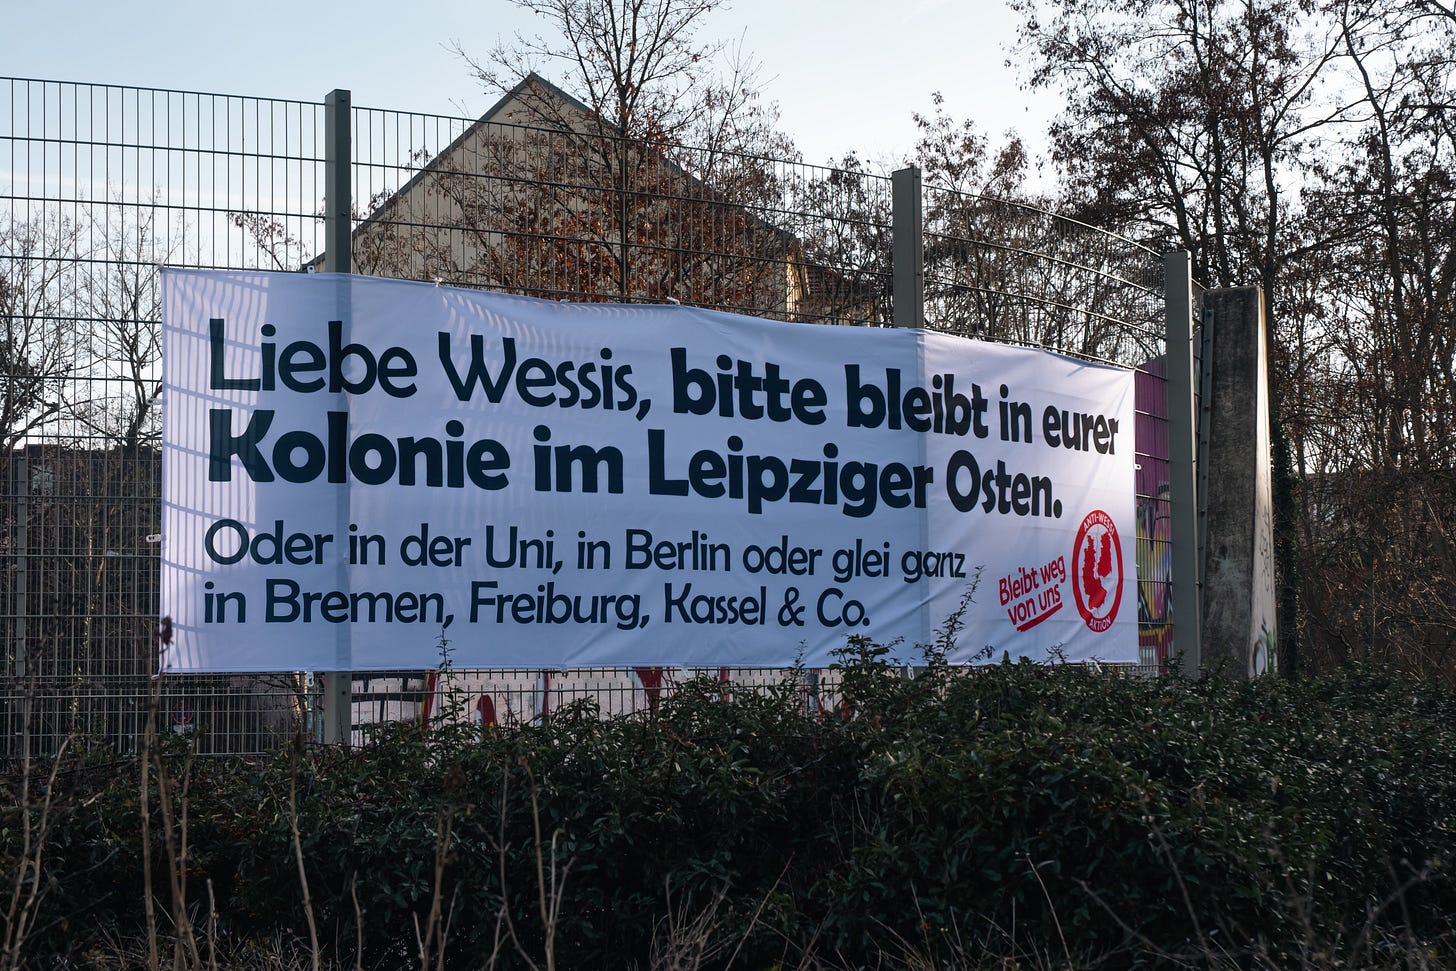 Liebe Wessis, bitte bleibt in eurer
Kolonie im Leipziger Osten.
Oder in der Uni, in Berlin oder glei ganz
in Bremen, Freiburg, Kassel & Co.
Bleibt weg
von uns
ANTI-WESSI
AKTION